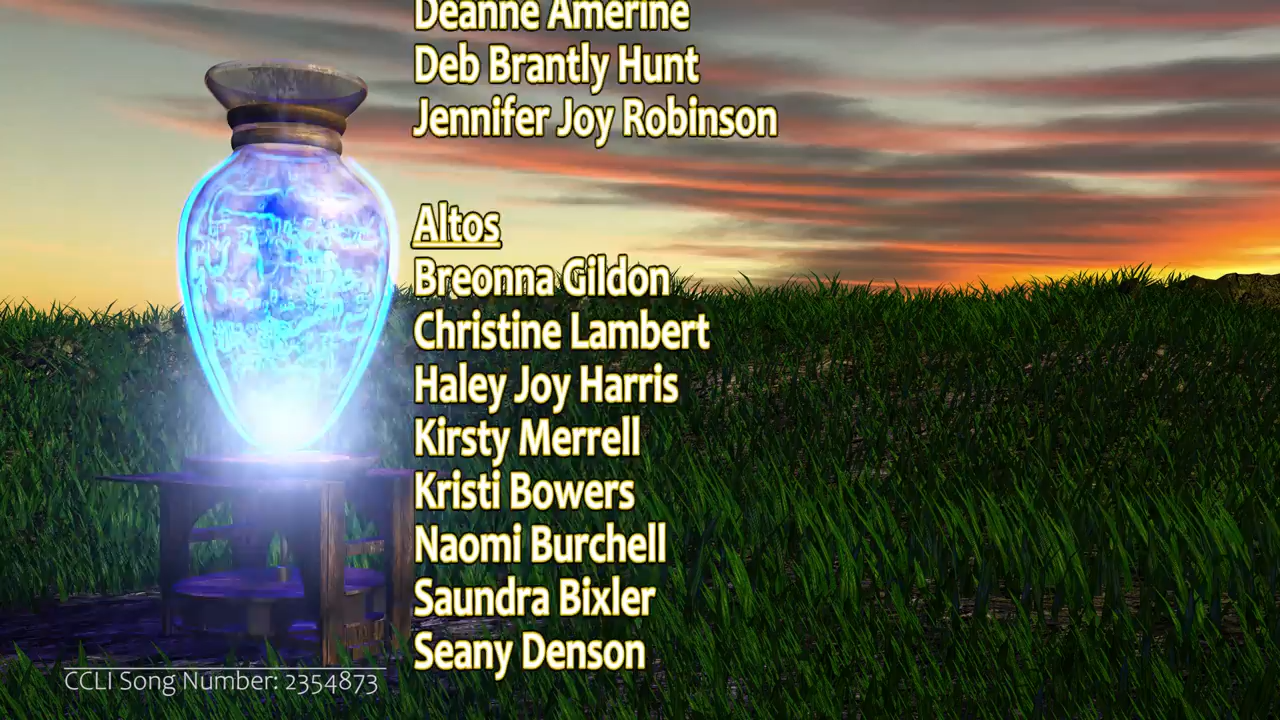 Deanne Amerine
Deb Brantly Hunt
Jennifer Joy Robinson
Altos
Breonna Gildon
Christine Lambert
Haley Joy Harris
Kirsty Merrell
Kristi Bowers
Naomi Burchell
Saundra Bixler
Seany Denson
CCLI Song Number: 2354873